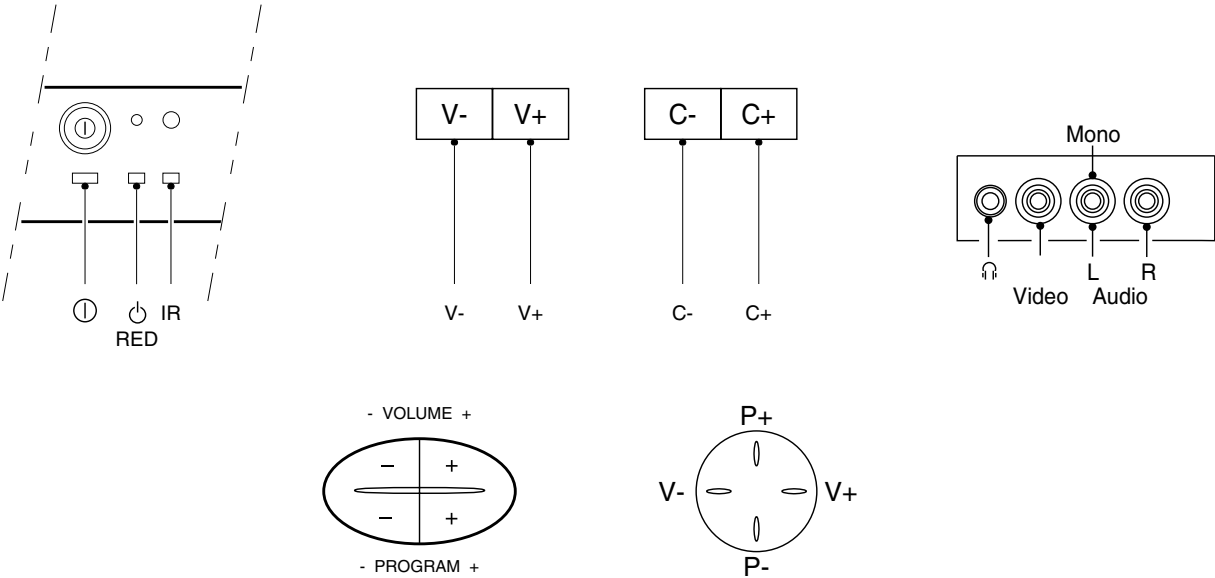 V- V+
C- C+
Mono
V- V+
C- C+
IR
RED
L R
Video Audio
- VOLUME +
− +
− +
- PROGRAM +
P+
V- V+
P-